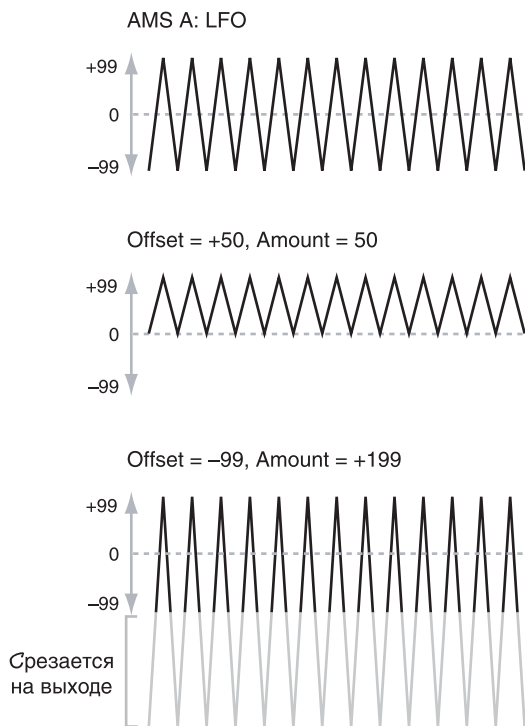 AMS A: LFO
+99
0
–99
Offset = +50, Amount = 50
+99
0
–99
Offset = –99, Amount = +199
+99
0
–99
Срезается
на выходе